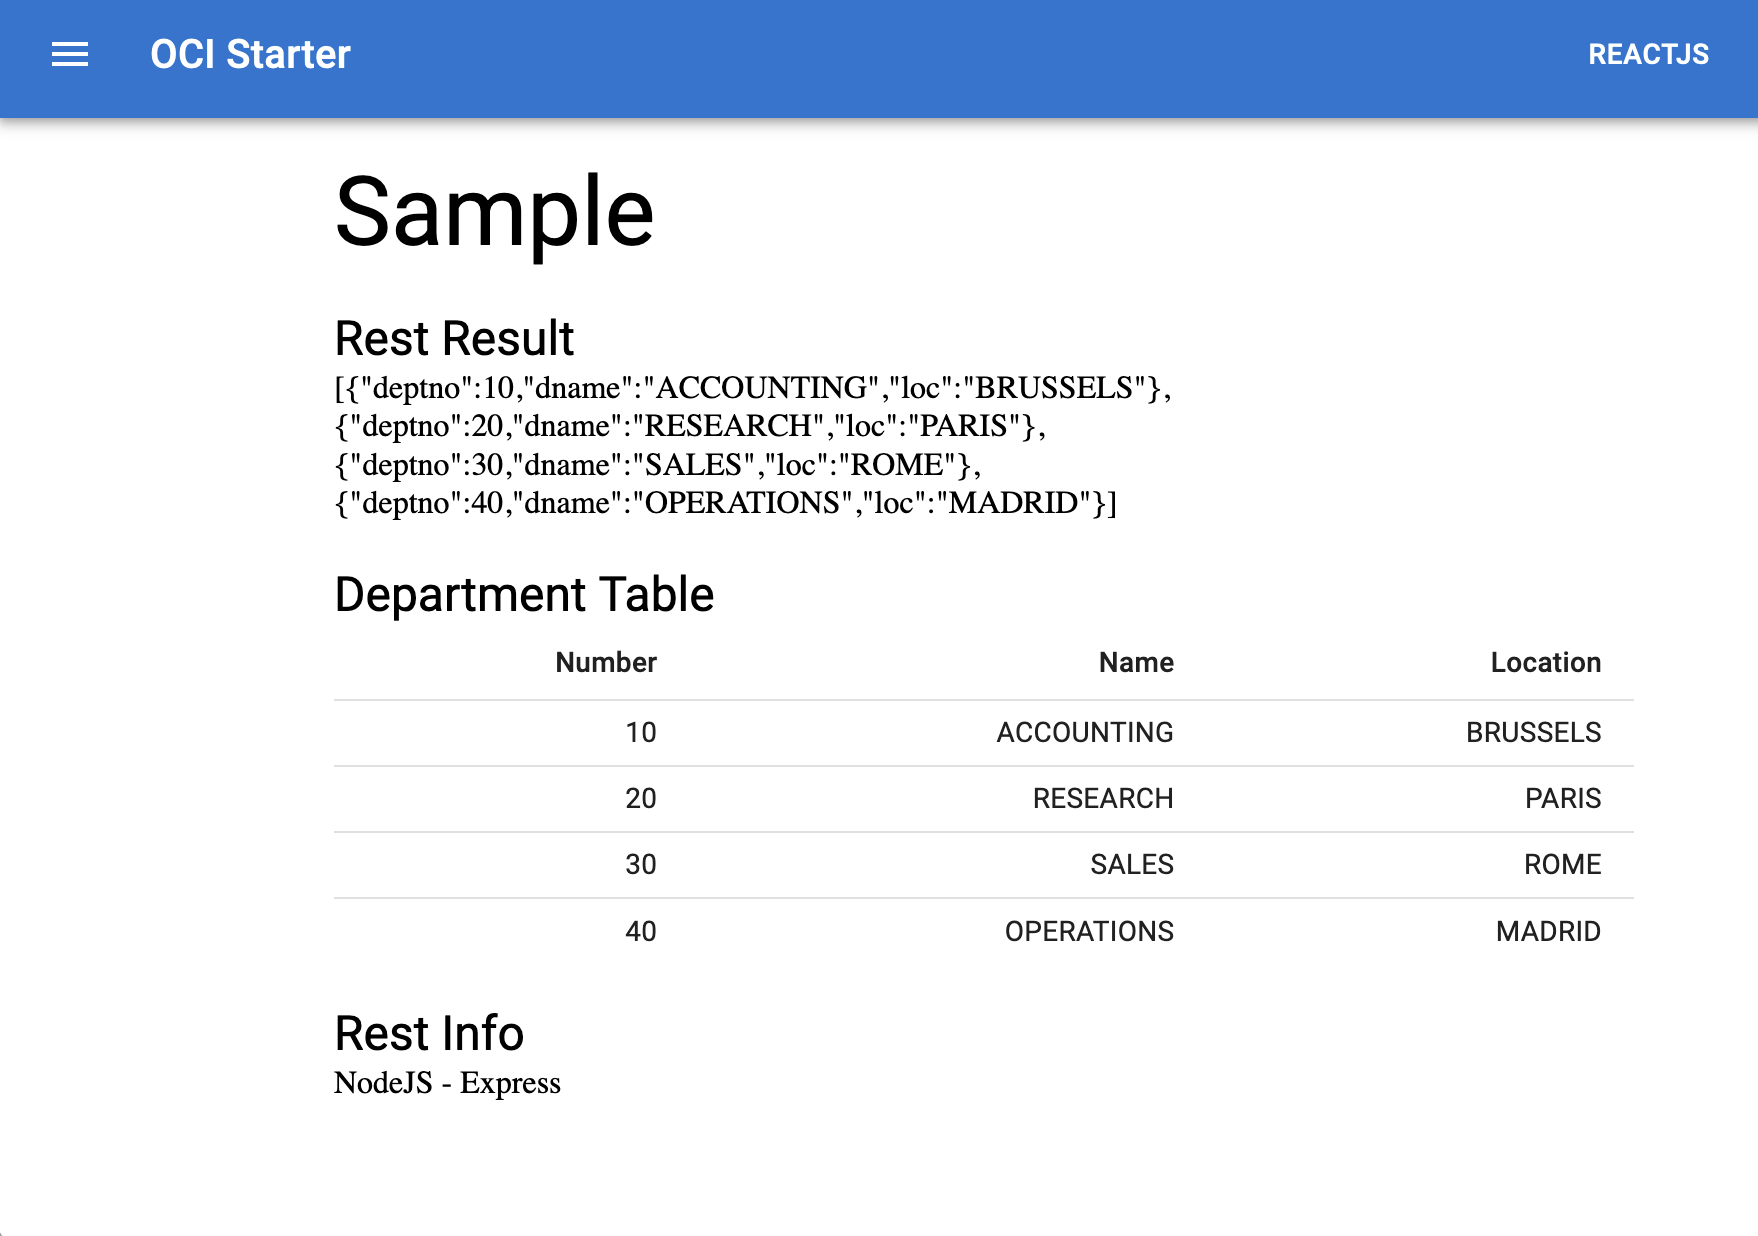 OCI Starter
REACTJS
Sample
Rest Result
[{"deptno":10,"dname":"ACCOUNTING","loc":"BRUSSELS"},
{"deptno":20,"dname":"RESEARCH","loc":"PARIS"},
{"deptno":30,"dname":"SALES","loc":"ROME"},
{"deptno":40,"dname":"OPERATIONS","loc":"MADRID"}]
Department Table
Number Name Location
10 ACCOUNTING BRUSSELS
20 RESEARCH PARIS
30 SALES ROME
40 OPERATIONS MADRID
Rest Info
NodeJS - Express